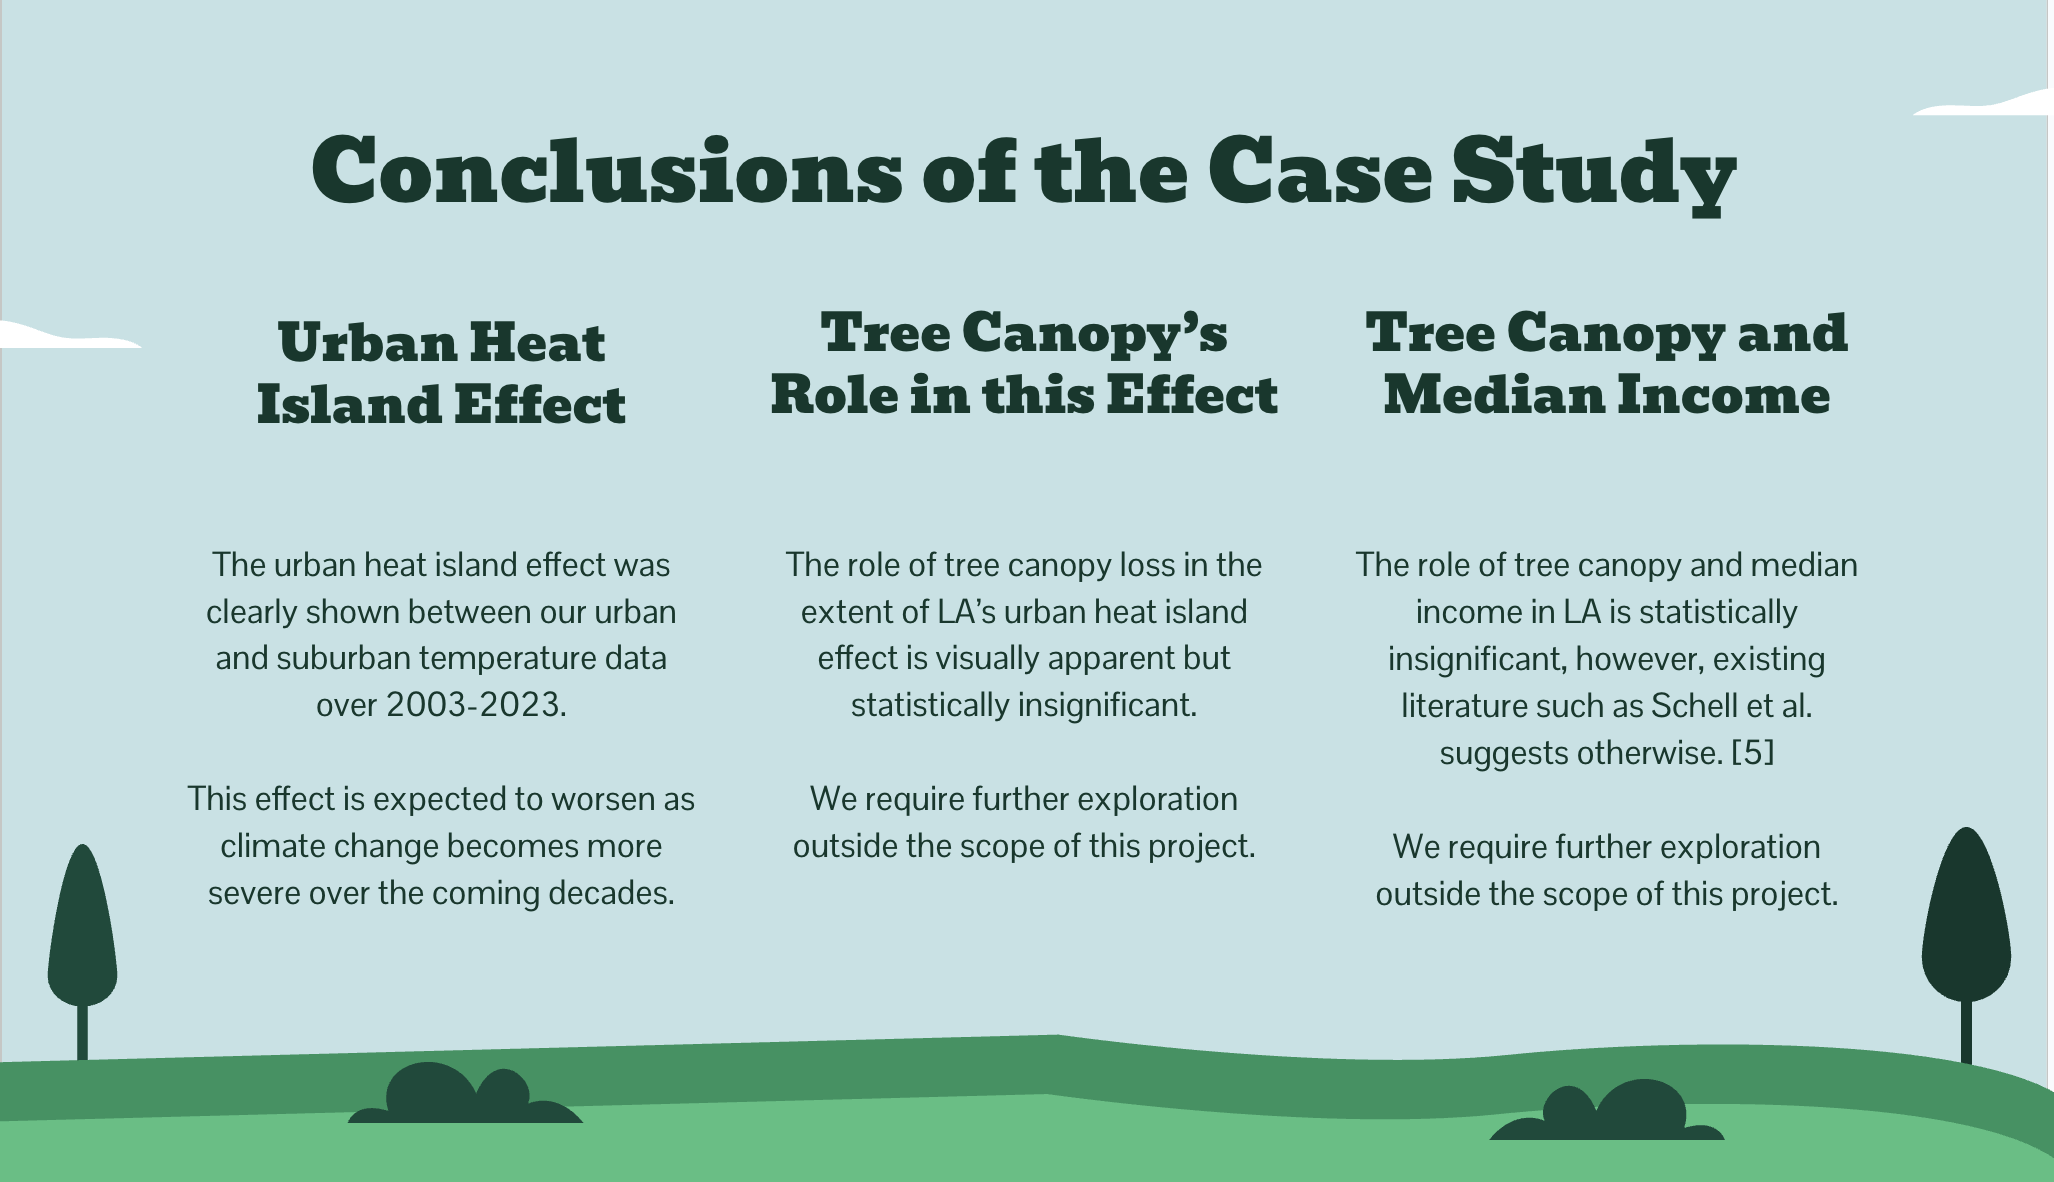 Conclusions of the Case Study
Urban Heat
Island Effect
The urban heat island effect was
clearly shown between our urban
and suburban temperature data
over 2003-2023.
This effect is expected to worsen as
climate change becomes more
severe over the coming decades.
Tree Canopy’s
Role in this Effect
The role of tree canopy loss in the
extent of LA’s urban heat island
effect is visually apparent but
statistically insignificant.
We require further exploration
outside the scope of this project.
Tree Canopy and
Median Income
The role of tree canopy and median
income in LA is statistically
insignificant, however, existing
literature such as Schell et al.
suggests otherwise. [5]
We require further exploration
outside the scope of this project.